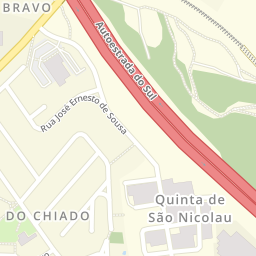 BRAVO
Autoestrada do Sul
Rua José Ernesto de Sousa
Quinta de
São Nicolau
DO CHIADO